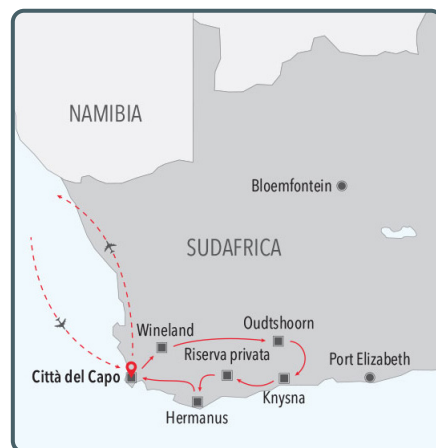 NAMIBIA
Bloemfontein
SUDAFRICA
Wineland
Oudtshoorn
Riserva privata
Port Elizabeth
Città del Capo
Knysna
Hermanus